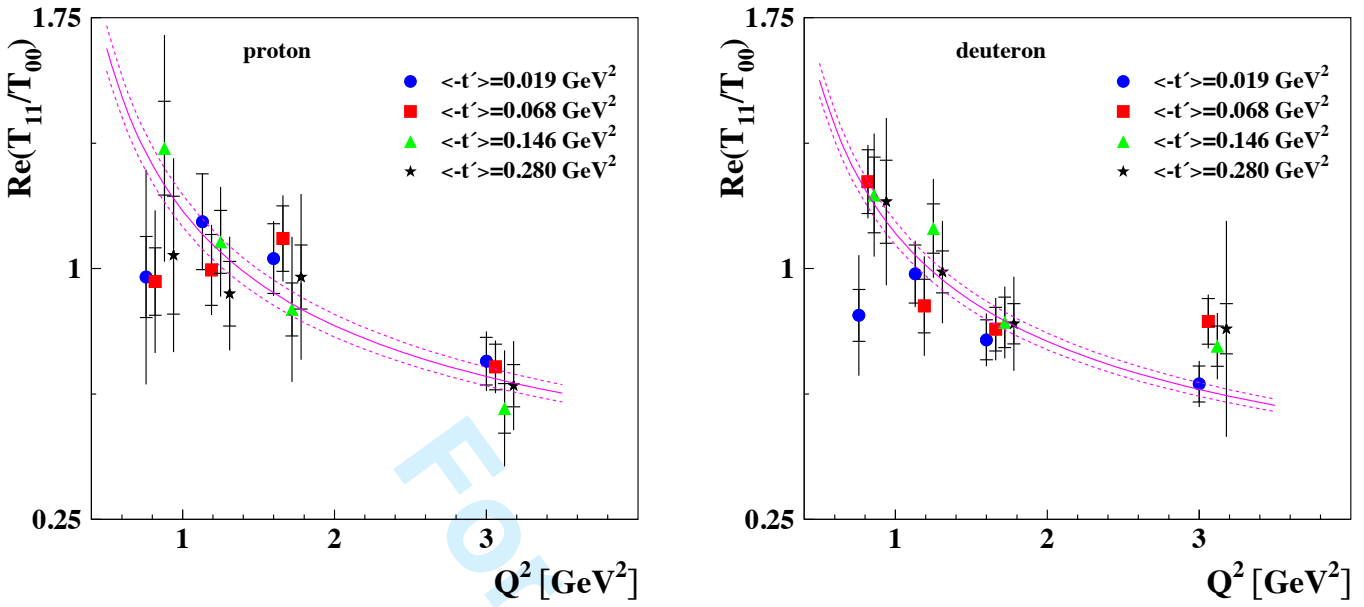 Re(T11/T00)
1.75
1
0.25
proton
<-t´>=0.019 GeV2
<-t´>=0.068 GeV2
<-t´>=0.146 GeV2
<-t´>=0.280 GeV2
1 2 3
Q2 [GeV2]
Re(T11/T00)
1.75
1
0.25
deuteron
<-t´>=0.019 GeV2
<-t´>=0.068 GeV2
<-t´>=0.146 GeV2
<-t´>=0.280 GeV2
1 2 3
Q2 [GeV2]
For